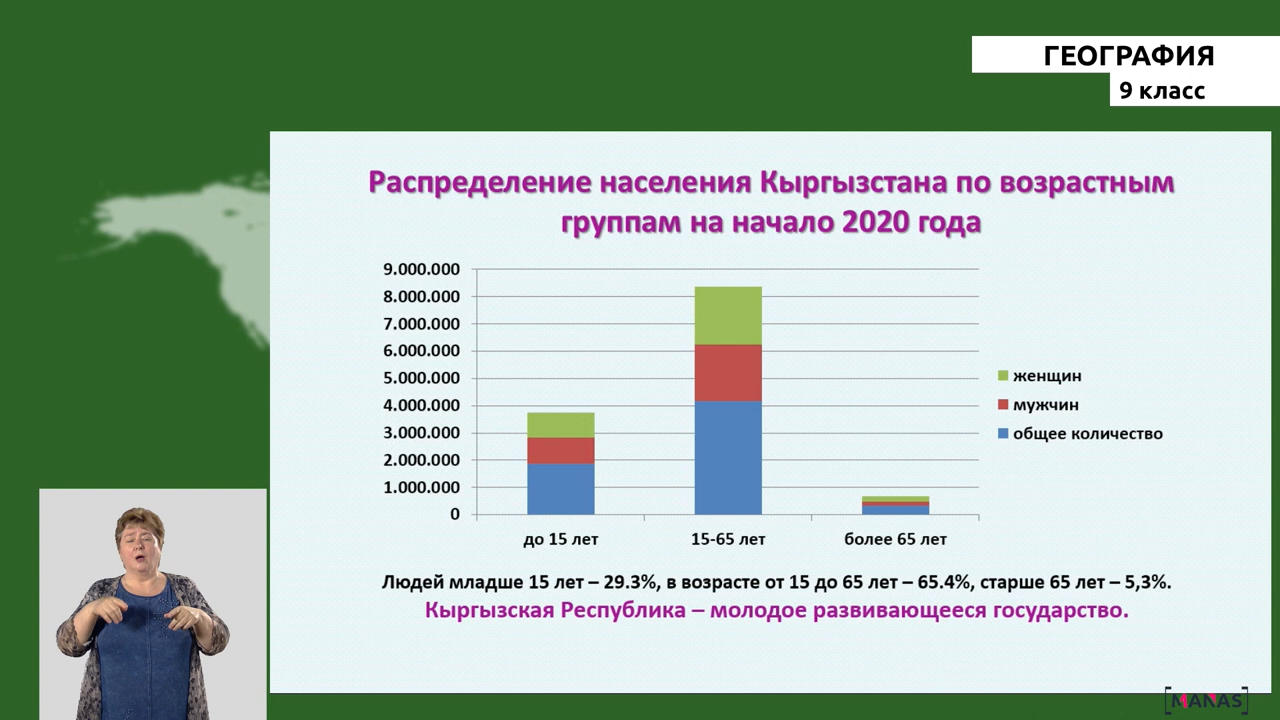 ГЕОГРАФИЯ
9 класс
Распределение населения Кыргызстана по возрастным
группам на начало 2020 года
9.000.000
8.000.000
7.000.000
6.000.000
5.000.000
4.000.000
3.000.000
2.000.000
1.000.000
0
до 15 лет
15-65 лет
более 65 лет
женщин
мужчин
общее количество
Людей младше 15 лет – 29.3%, в возрасте от 15 до 65 лет – 65.4%, старше 65 лет – 5,3%.
Кыргызская Республика – молодое развивающееся государство.
[MANAS]